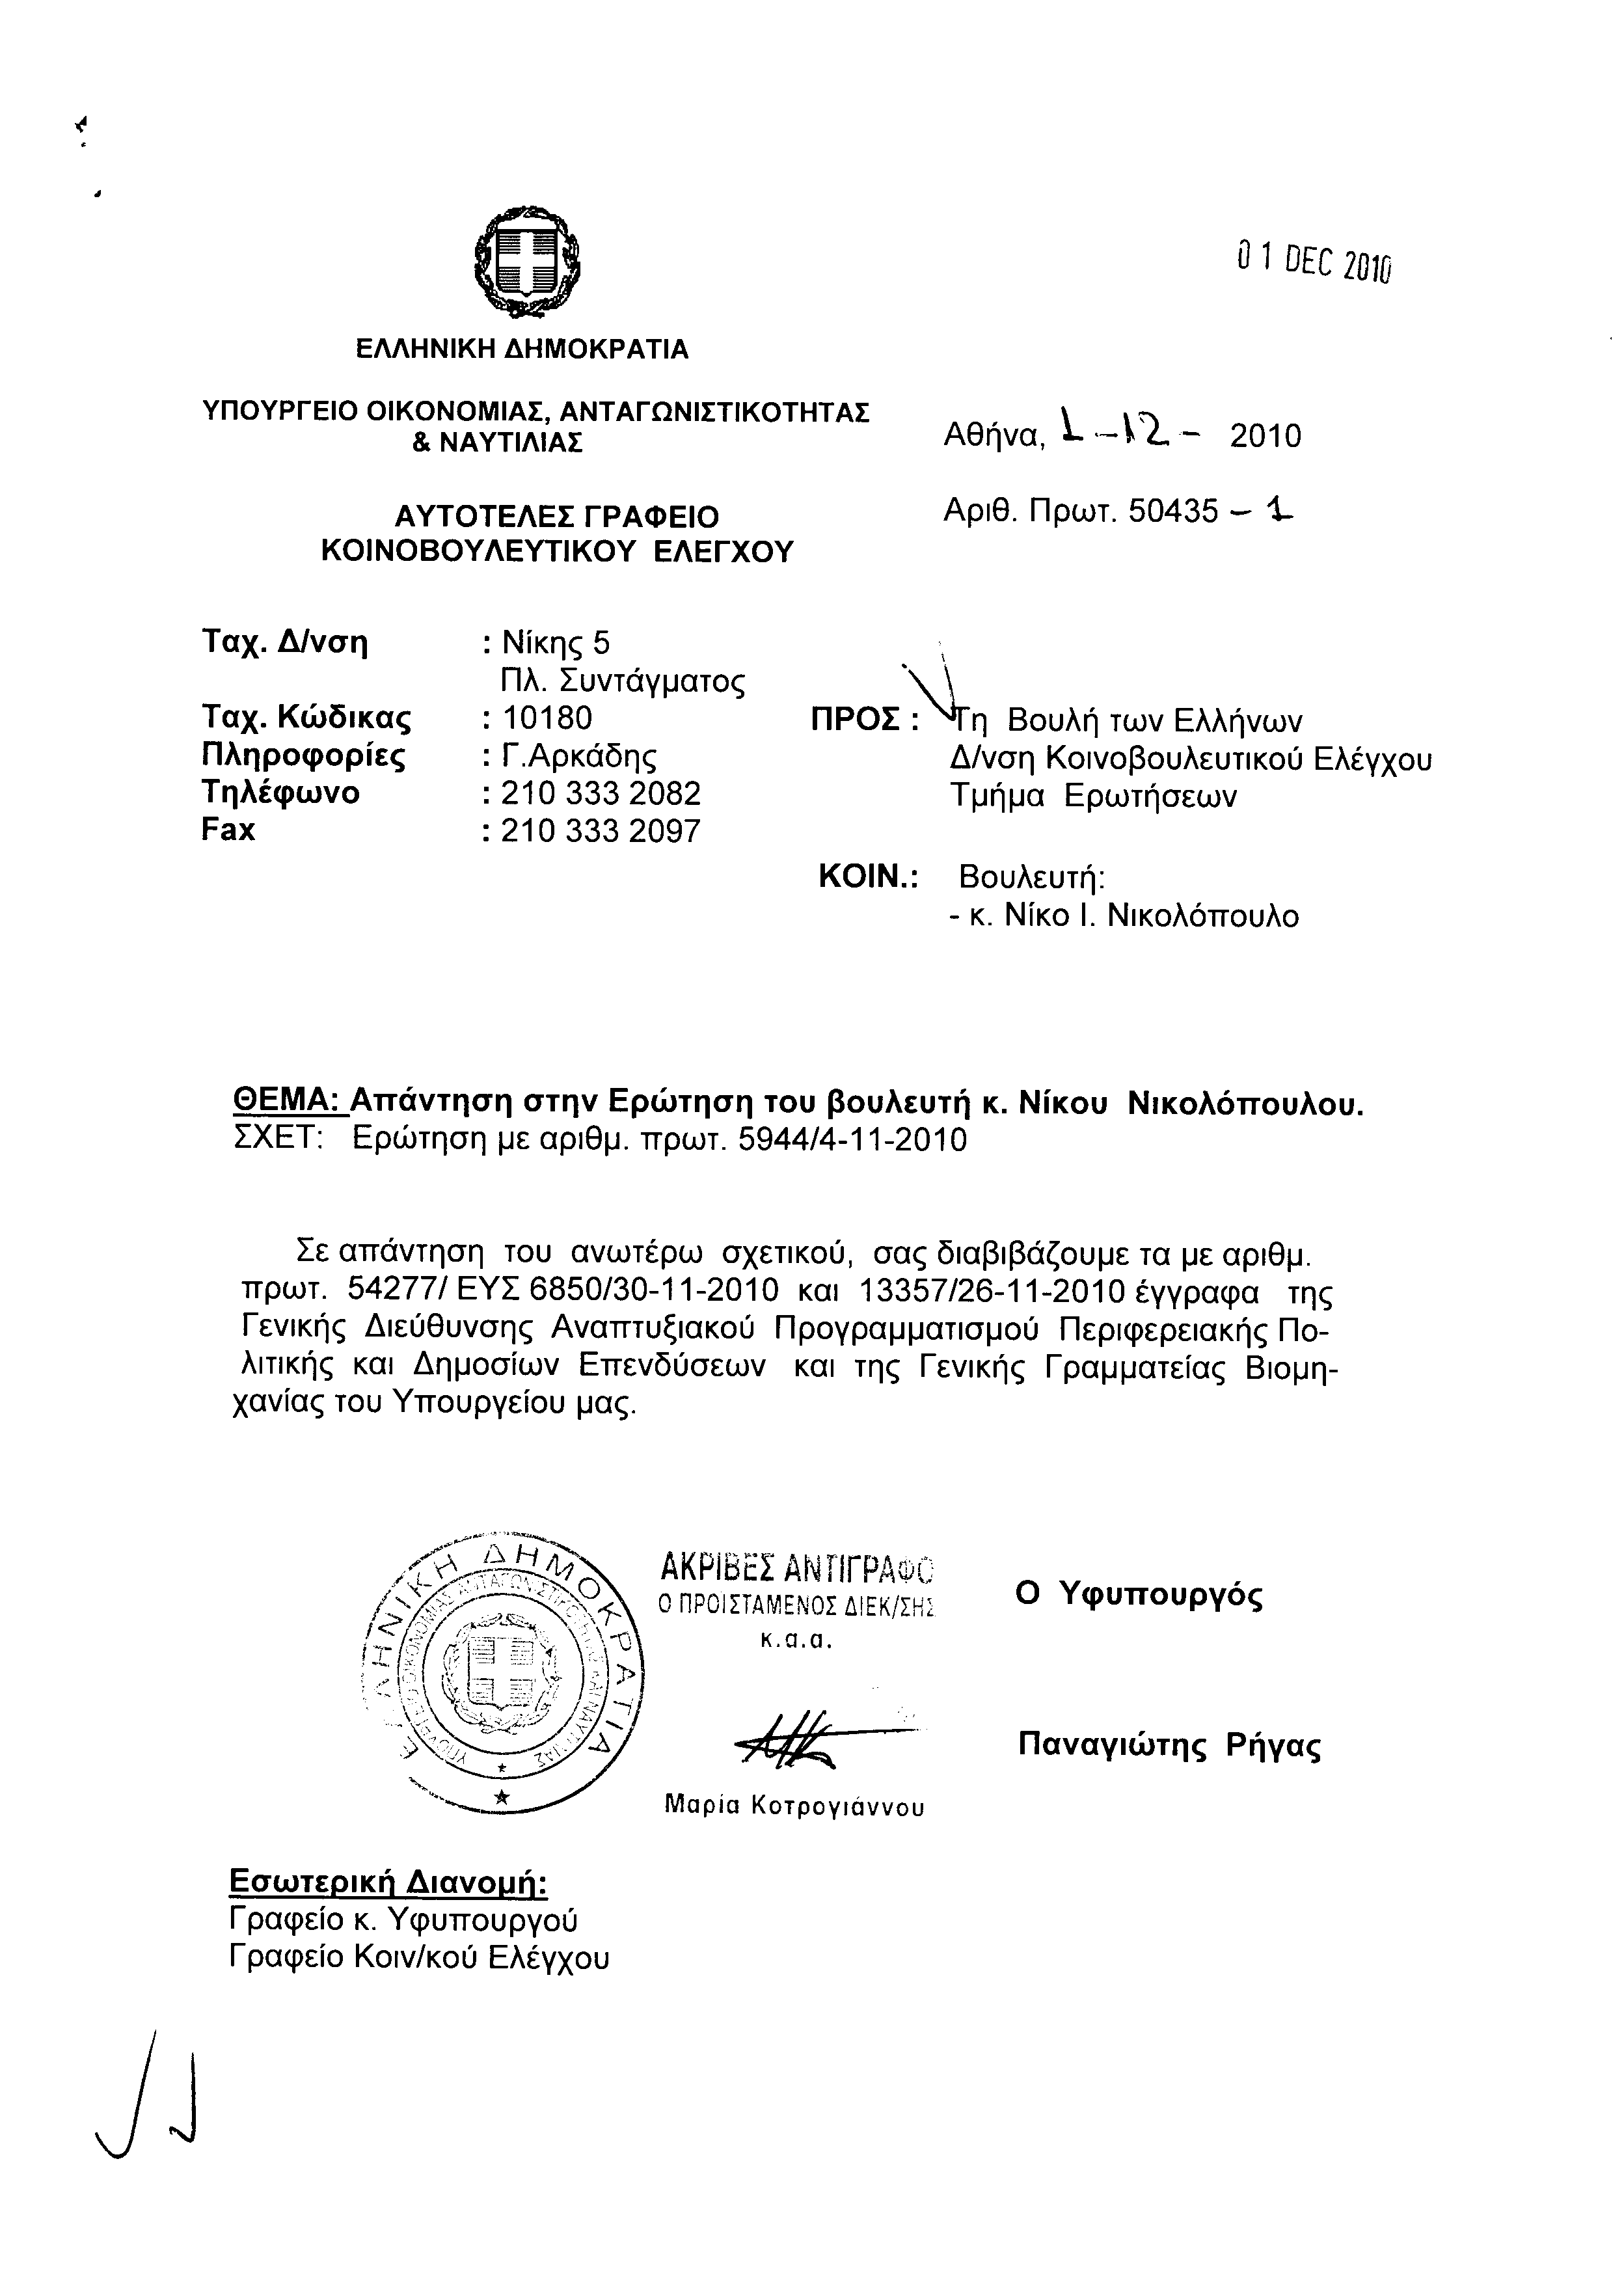 01 DEC 2010
ΕΛΛΗΝΙΚΗ ΔΗΜΟΚΡΑΤΙΑ
ΥΠΟΥΡΓΕΙΟ ΟΙΚΟΝΟΜΙΑΣ, ΑΝΤΑΓΩΝΙΣΤΙΚΟΤΗΤΑΣ
& ΝΑΥΤΙΛΙΑΣ
Αθήνα, 1-12- 2010
ΑΥΤΟΤΕΛΕΣ ΓΡΑΦΕΙΟ
ΚΟΙΝΟΒΟΥΛΕΥΤΙΚΟΥ ΕΛΕΓΧΟΥ
Αριθ. Πρωτ. 50435 - 1
Ταχ. Δ/νση : Νίκης 5
Πλ. Συντάγματος
Ταχ. Κώδικας : 10180
Πληροφορίες : Γ.Αρκάδης
Τηλέφωνο : 210 333 2082
Fax : 210 333 2097
ΠΡΟΣ : Τη Βουλή των Ελλήνων
Δ/νση Κοινοβουλευτικού Ελέγχου
Τμήμα Ερωτήσεων
ΚΟΙΝ.: Βουλευτή:
- κ. Νίκο Ι. Νικολόπουλο
ΘΕΜΑ: Απάντηση στην Ερώτηση του βουλευτή κ. Νίκου Νικολόπουλου.
ΣΧΕΤ: Ερώτηση με αριθμ. πρωτ. 5944/4-11-2010
Σε απάντηση του ανωτέρω σχετικού, σας διαβιβάζουμε τα με αριθμ.
πρωτ. 54277/ ΕΥΣ 6850/30-11-2010 και 13357/26-11-2010 έγγραφα της
Γενικής Διεύθυνσης Αναπτυξιακού Προγραμματισμού Περιφερειακής Πο-
λιτικής και Δημοσίων Επενδύσεων και της Γενικής Γραμματείας Βιομη-
χανίας του Υπουργείου μας.
ΕΛΛΗΝΙΚΗ ΔΗΜΟΚΡΑΤΙΑ
ΥΠΟΥΡΓΕΙΟ ΟΙΚΟΝΟΜΙΑΣ ΑΝΤΑΓΩΝΙΣΤΙΚΟΤΗΤΑΣ ΚΑΙ ΝΑΥΤΙΛΙΑΣ
ΑΚΡΙΒΕΣ ΑΝΤΙΓΡΑΦΟ
Ο ΠΡΟΪΣΤΑΜΕΝΟΣ ΔΙΕΚ/ΣΗΣ
κ.α.α.
Μαρία Κοτρογιάννου
Ο Υφυπουργός
Παναγιώτης Ρήγας
Εσωτερική Διανομή:
Γραφείο κ. Υφυπουργού
Γραφείο Κοιν/κού Ελέγχου